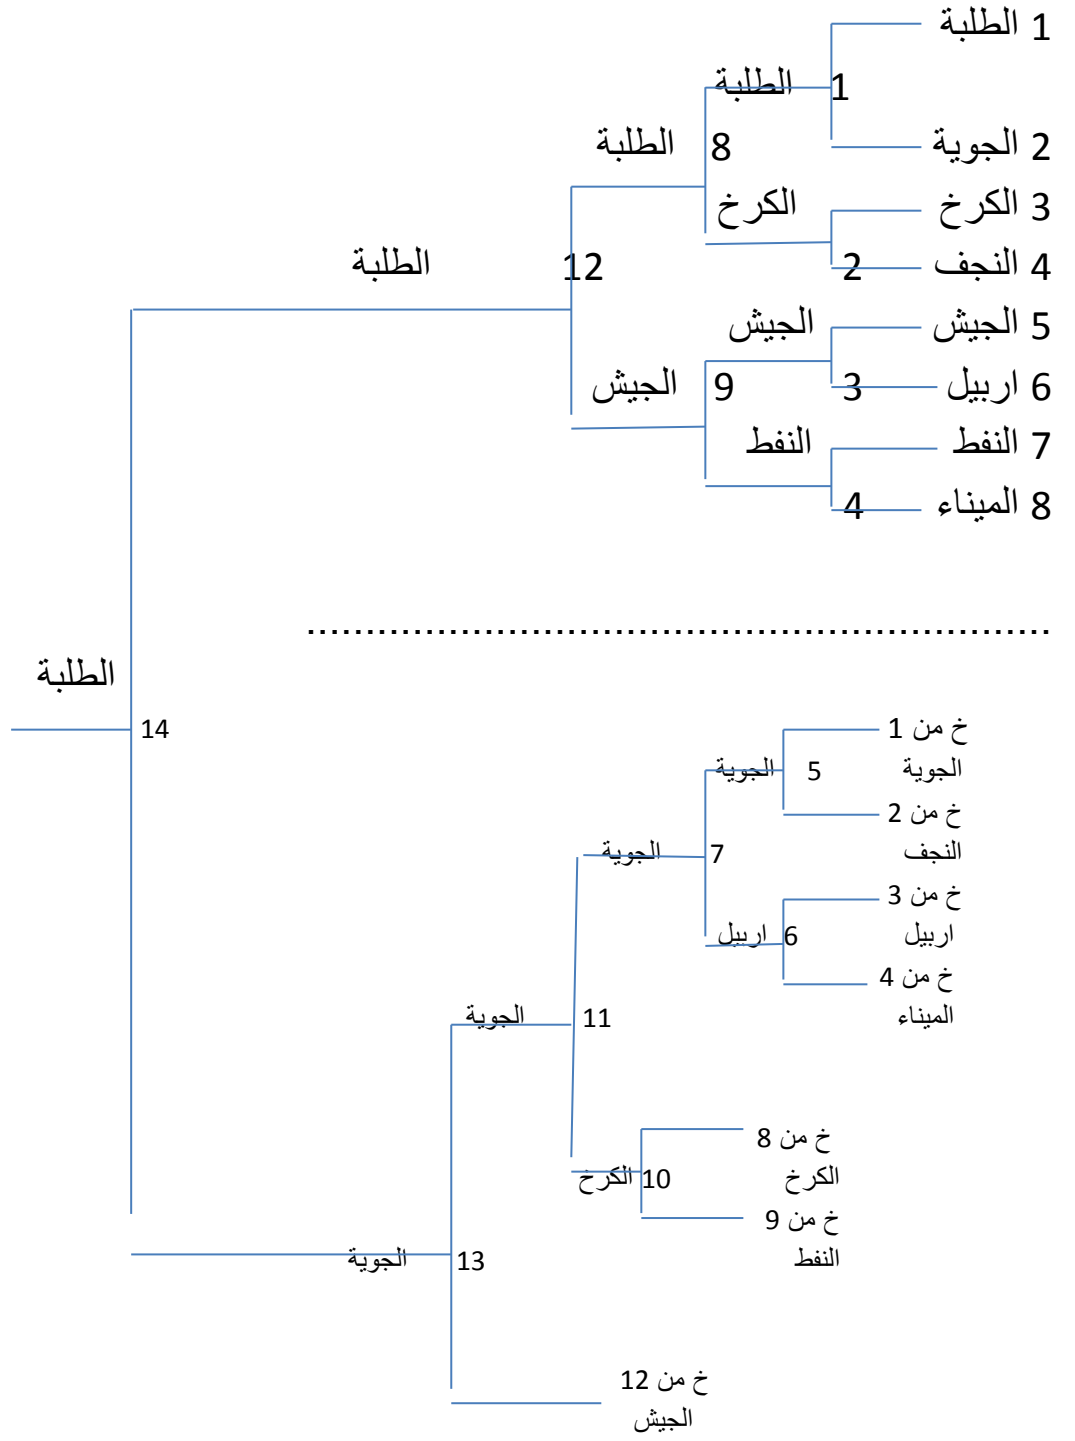 1 الطلبة
الطلبة 1
الطلبة 8
2 الجوية
الكرخ
3 الكرخ
الطلبة 12
2
4 النجف
الجيش
5 الجيش
الجيش 9
3
6 اربيل
النفط
7 النفط
4
8 الميناء
................................................................
الطلبة
14
خ من 1
الجوية
الجوية 5
خ من 2
النجف
الجوية 7
خ من 3
اربيل
اربيل 6
خ من 4
الميناء
الجوية 11
خ من 8
الكرخ
الكرخ 10
خ من 9
النفط
الجوية 13
خ من 12
الجيش